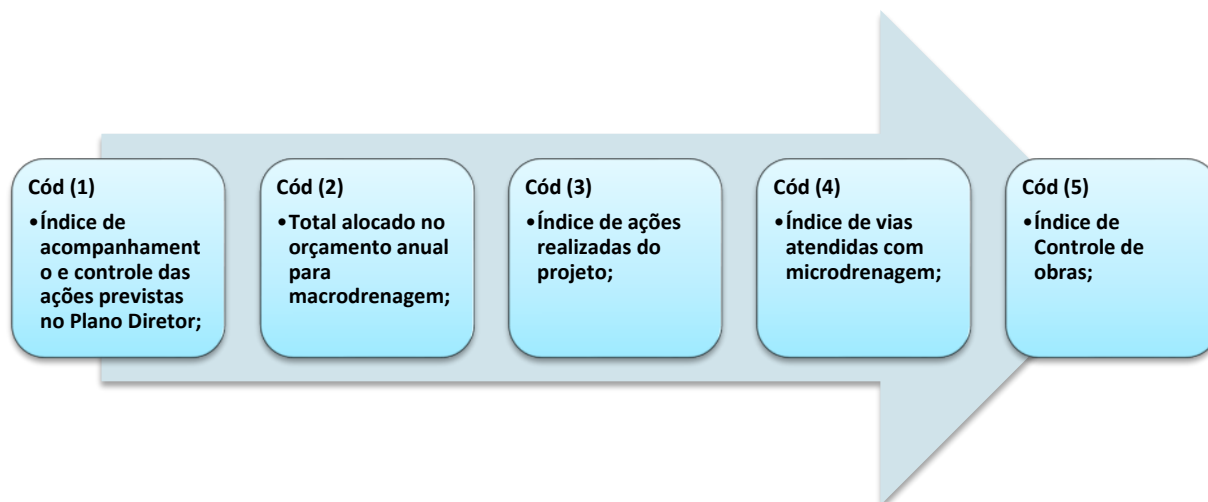 Cód (1)
•Índice de
acompanhament
o e controle das
ações previstas
no Plano Diretor;
Cód (2)
•Total alocado no
orçamento anual
para
macrodrenagem;
Cód (3)
•Índice de ações
realizadas do
projeto;
Cód (4)
•Índice de vias
atendidas com
microdrenagem;
Cód (5)
•Índice de
Controle de
obras;